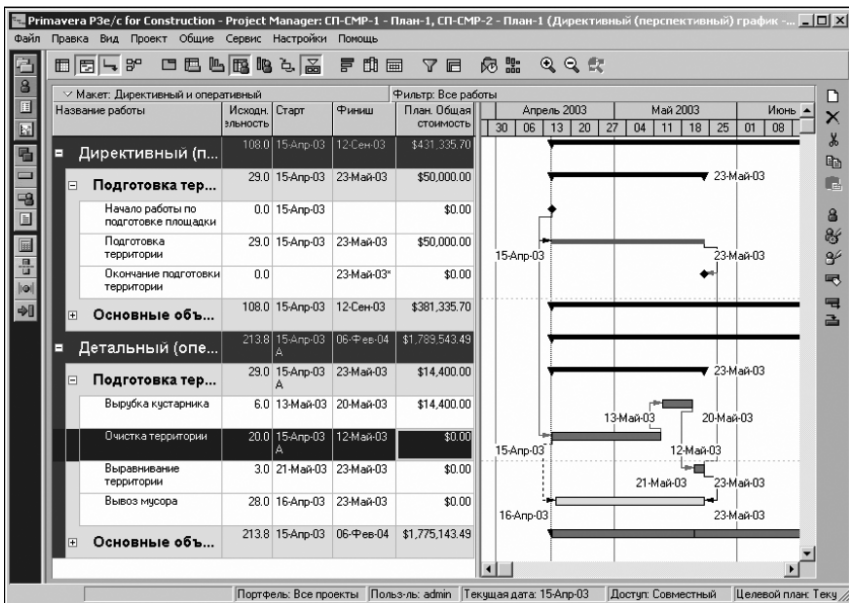 Primavera P3e/c for Construction - Project Manager: СП-СМР-1 - План-1, СП-СМР-2 - План-1 (Директивный (перспективный) график -...
Файл Правка Вид Проект Общие Сервис Настройки Помощь
Макет: Директивный и оперативный Фильтр: Все работы
Название работы Исходн. Старт Финиш План. Общая Апрель 2003 Май 2003 Июнь
эльность стоимость 30 06 13 20 27 04 11 18 25 01 08
Директивный (п... 108.0 15-Апр-03 12-Сен-03 $431,335.70
Подготовка тер... 29.0 15-Апр-03 23-Май-03 $50,000.00 23-Май-03
Начало работы по 0.0 15-Апр-03 $0.00
подготовке площадки
Подготовка 29.0 15-Апр-03 23-Май-03 $50,000.00
территории 15-Апр-03 23-Май-03
Окончание подготовки 0.0 23-Май-03* $0.00
территории
Основные объ... 108.0 15-Апр-03 12-Сен-03 $381,335.70
Детальный (опе... 213.8 15-Апр-03 06-Фев-04 $1,789,543.49
A
Подготовка тер... 29.0 15-Апр-03 23-Май-03 $14,400.00 23-Май-03
A
Вырубка кустарника 6.0 13-Май-03 20-Май-03 $14,400.00
13-Май-03 20-Май-03
Очистка территории 20.0 15-Апр-03 12-Май-03 $0.00
A 15-Апр-03 12-Май-03
Выравнивание 3.0 21-Май-03 23-Май-03 $0.00
территории 21-Май-03 23-Май-03
Вывоз мусора 28.0 16-Апр-03 23-Май-03 $0.00
16-Апр-03 23-Май-03
Основные объ... 213.8 15-Апр-03 06-Фев-04 $1,775,143.49
Портфель: Все проекты Польз-ль: admin Текущая дата: 15-Апр-03 Доступ: Совместный Целевой план: Теку